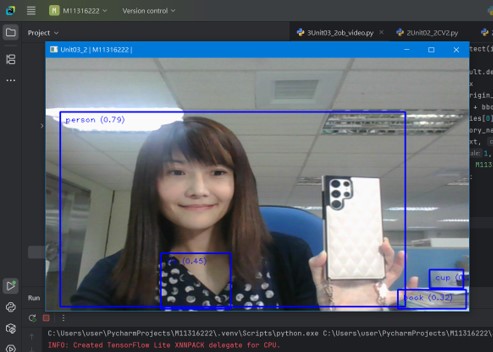 M11316222
Version control
Project
3Unit03_2ob_video.py
2Unit02_2CV2.py
Unit03_2 | M11316222 |
person (0.79)
(0.45)
cup (0
book (0.32)
Run
C:\Users\user\PycharmProjects\M11316222\.venv\Scripts\python.exe C:\Users\user\PycharmProjects\M11316222\
INFO: Created TensorFlow Lite XNNPACK delegate for CPU.